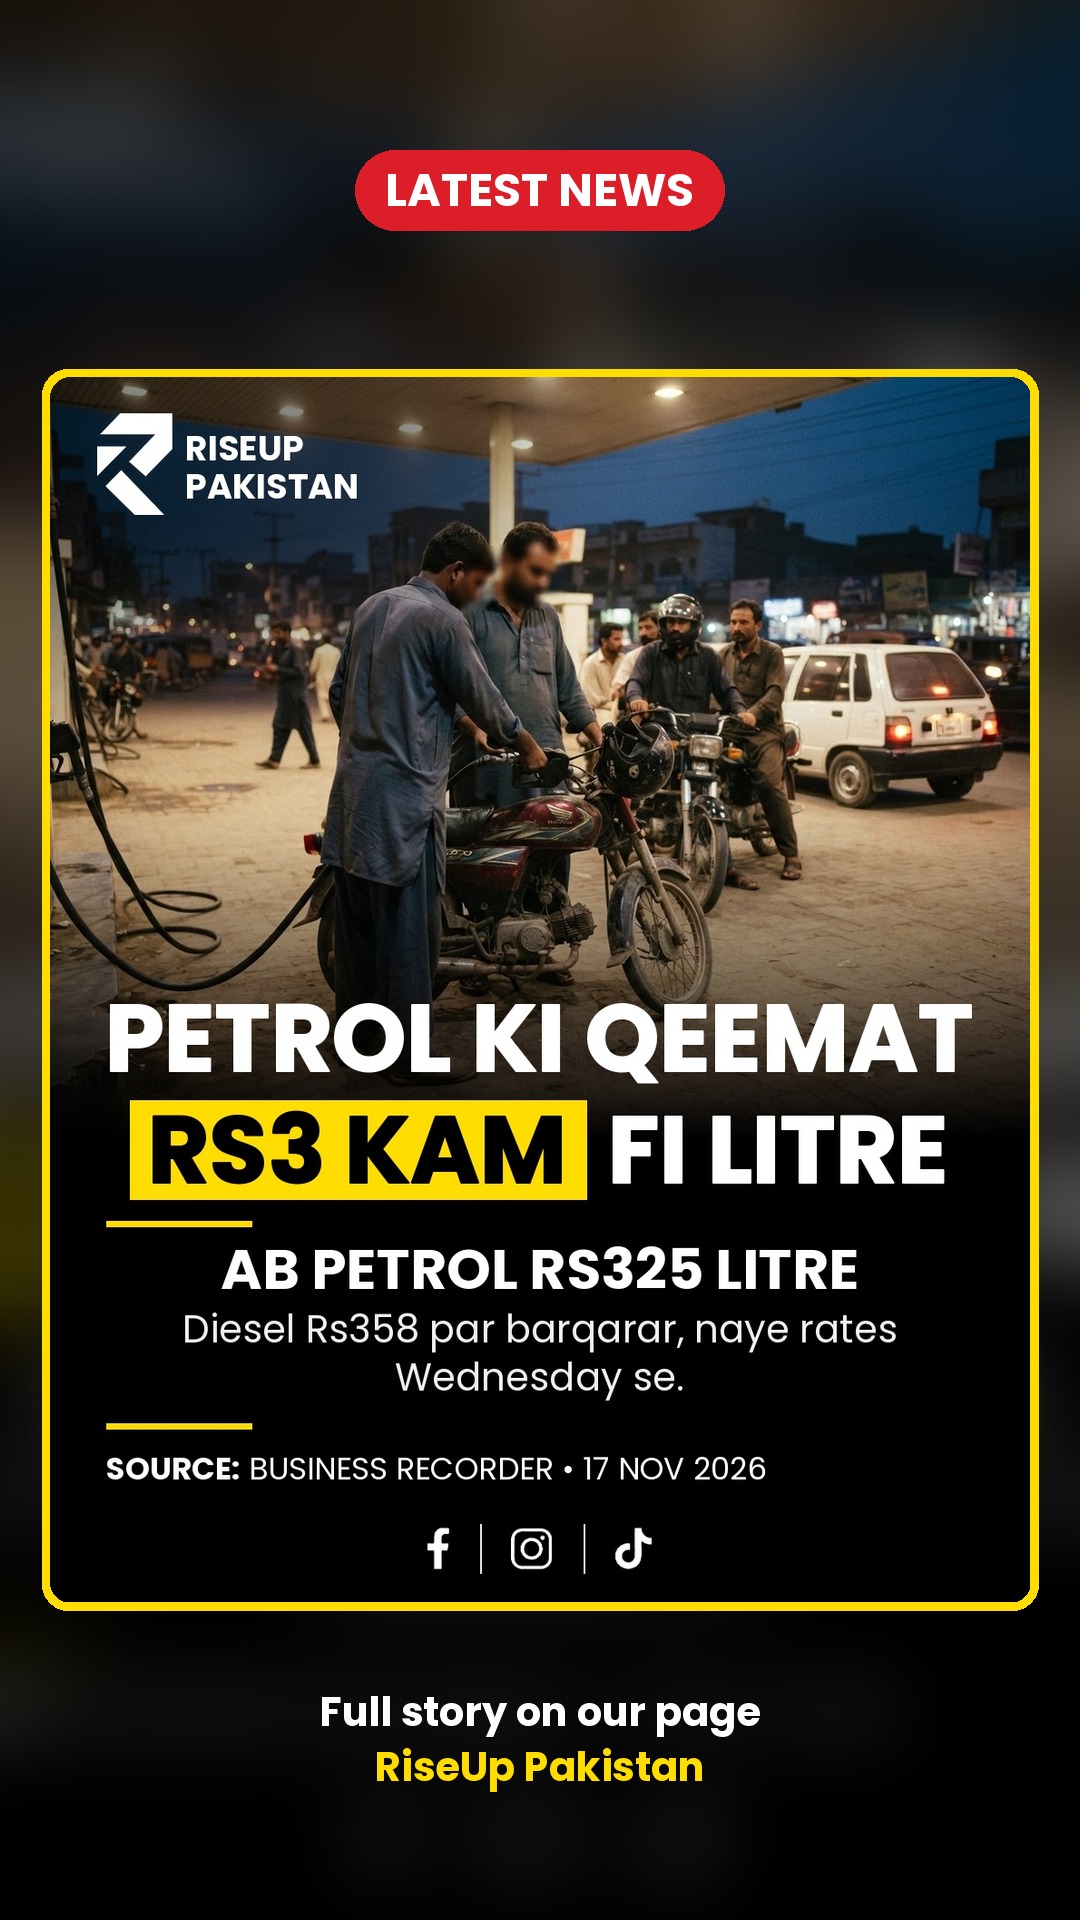 LATEST NEWS
RISEUP
PAKISTAN
PETROL KI QEEMAT
RS3 KAM FI LITRE
AB PETROL RS325 LITRE
Diesel Rs358 par barqarar, naye rates
Wednesday se.
SOURCE: BUSINESS RECORDER • 17 NOV 2026
Full story on our page
RiseUp Pakistan